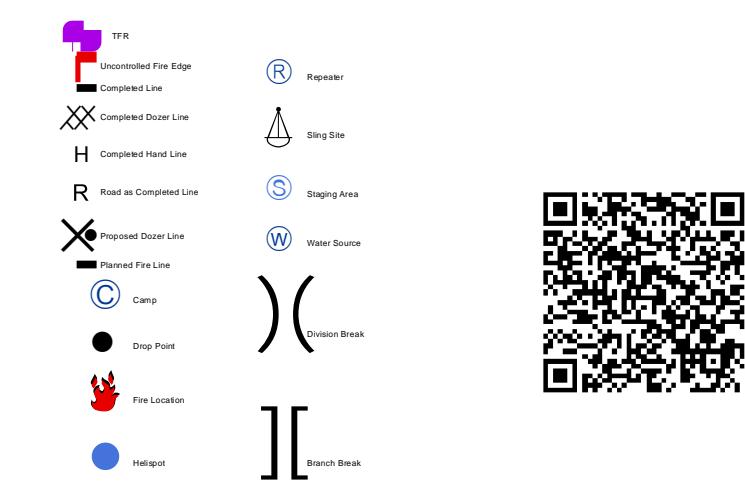 TFR
Uncontrolled Fire Edge
Completed Line
Completed Dozer Line
H Completed Hand Line
R Road as Completed Line
Proposed Dozer Line
Planned Fire Line
C Camp
Drop Point
Fire Location
Helispot
R Repeater
Sling Site
S Staging Area
W Water Source
Division Break
Branch Break